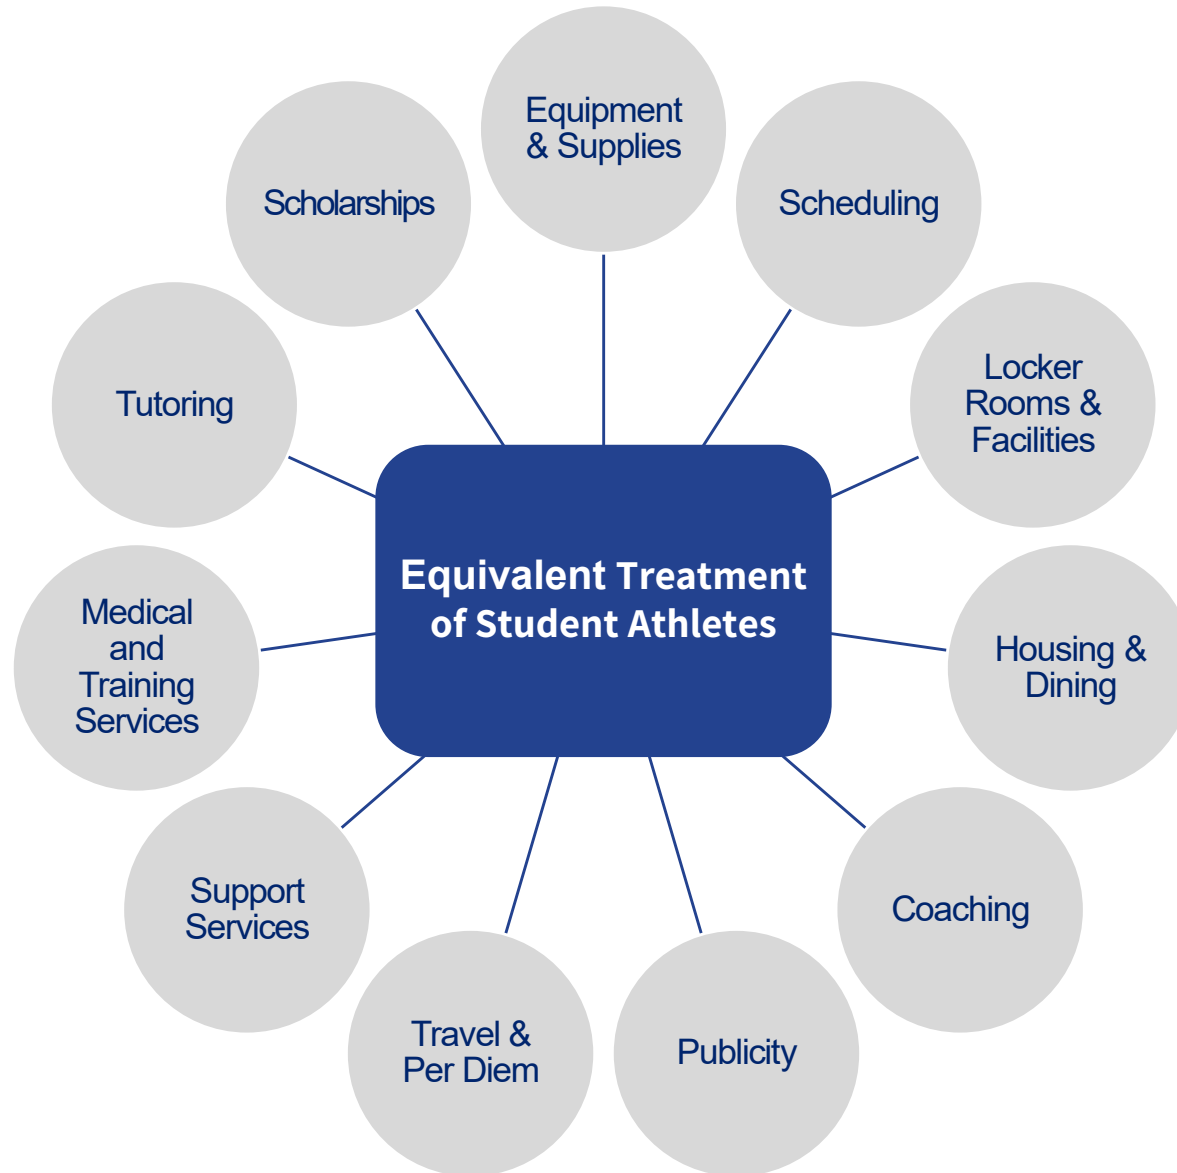 Equipment
& Supplies
Scheduling
Locker
Rooms &
Facilities
Housing &
Dining
Coaching
Publicity
Travel &
Per Diem
Support
Services
Medical
and
Training
Services
Tutoring
Scholarships
Equivalent Treatment
of Student Athletes